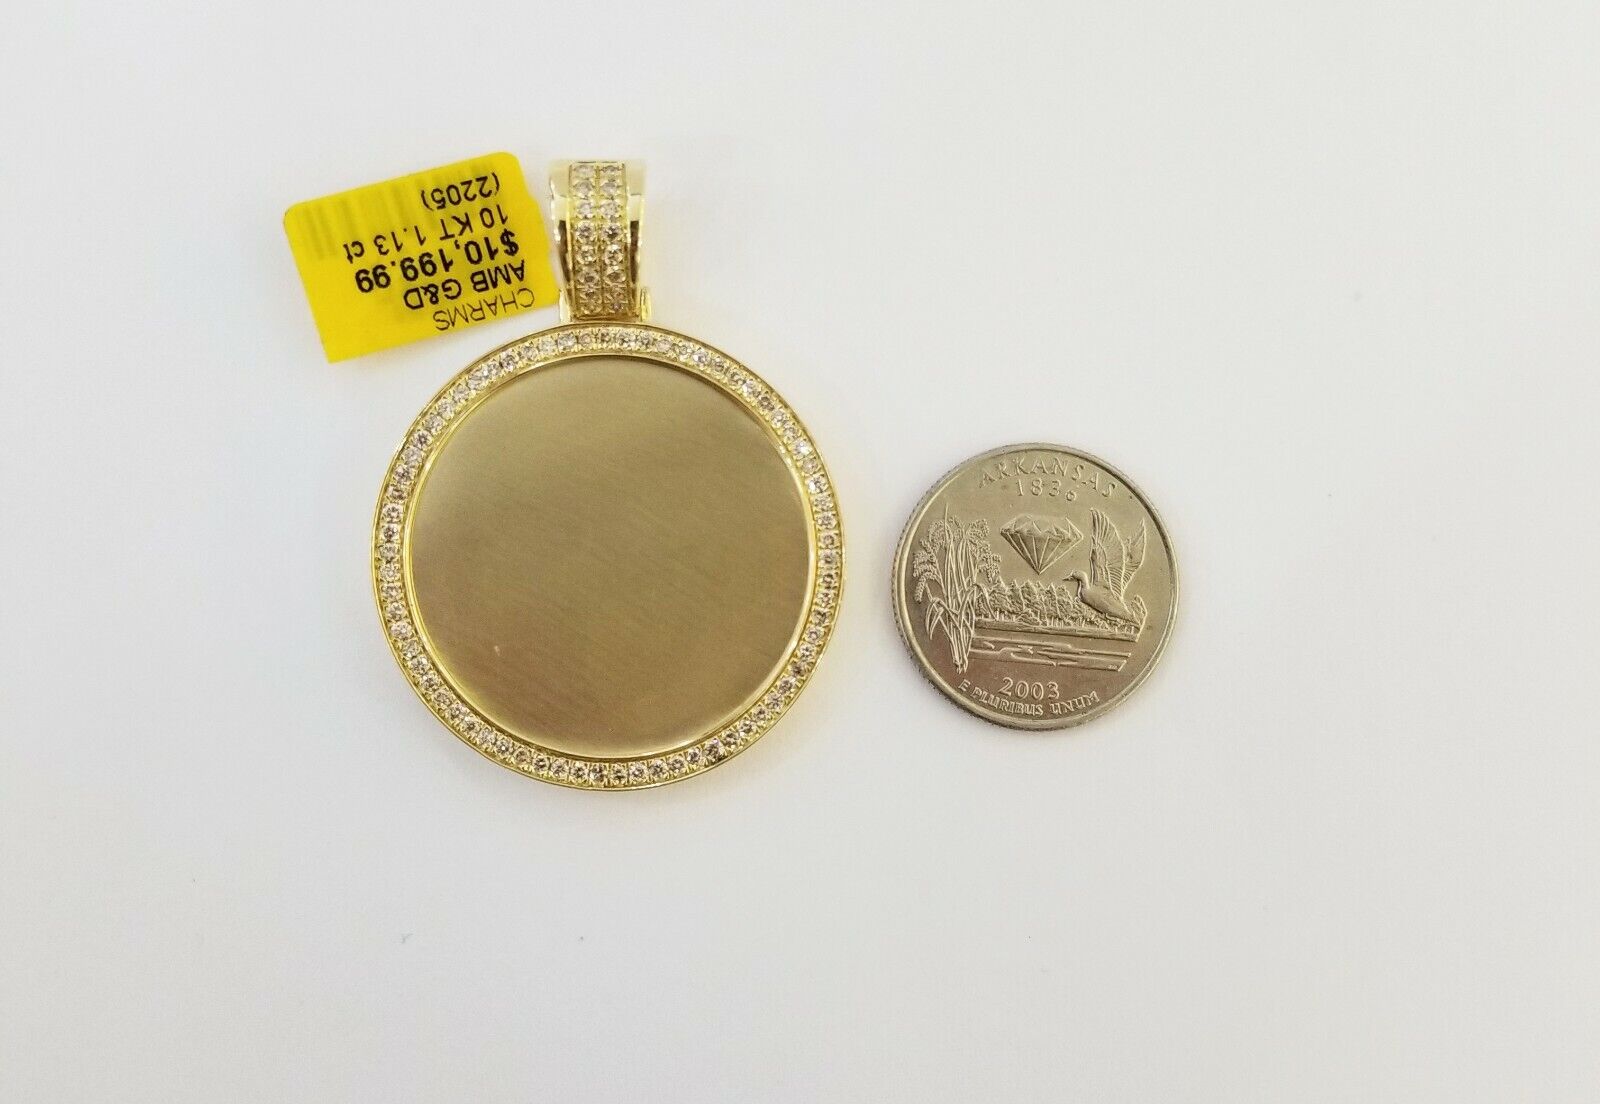 CHARMS
AMB G&D
$10,199.99
10 KT 1.13 ct
(2205)
ARKANSAS
1836
2003
E PLURIBUS UNUM